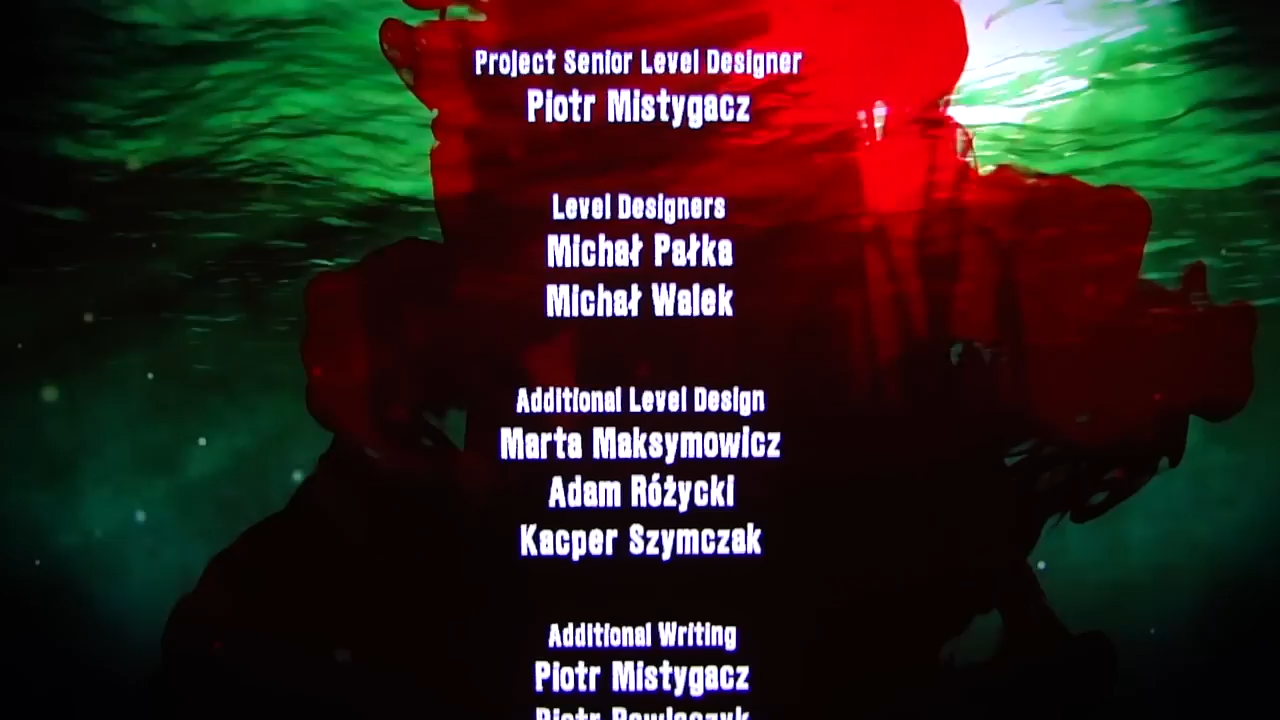 Project Senior Level Designer
Piotr Mistygacz
Level Designers
Michał Pałka
Michał Walek
Additional Level Design
Marta Maksymowicz
Adam Różycki
Kacper Szymczak
Additional Writing
Piotr Mistygacz
Piotr